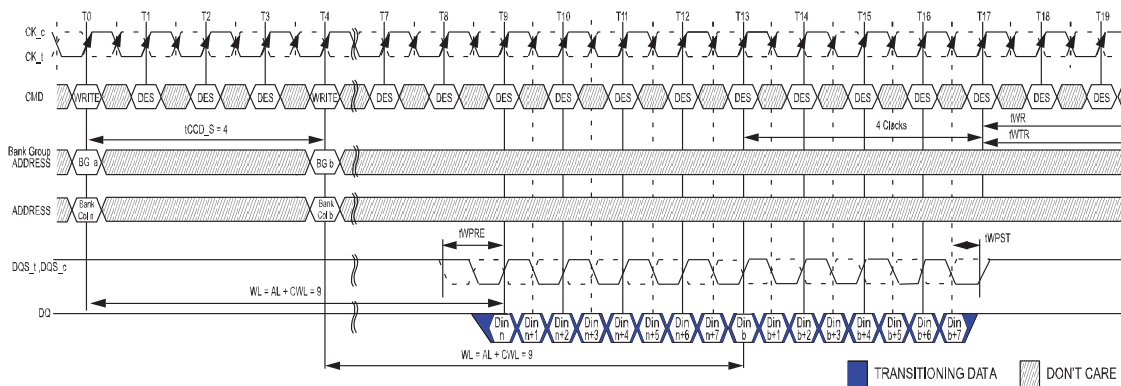 T0 T1 T2 T3 T4 T7 T8 T9 T10 T11 T12 T13 T14 T15 T16 T17 T18 T19
CK_c
CK_t
CMD WRITE DES DES DES WRITE DES DES DES DES DES DES DES DES DES DES DES DES DES
tCCD_S = 4
4 Clocks
tWR
tWTR
Bank Group
ADDRESS BG a BG b
ADDRESS Bank Col n Bank Col b
tWPRE tWPST
DQS_t ,DQS_c
WL = AL + CWL = 9
DQ Din n Din n+1 Din n+2 Din n+3 Din n+4 Din n+5 Din n+6 Din n+7 Din b Din b+1 Din b+2 Din b+3 Din b+4 Din b+5 Din b+6 Din b+7
WL = AL + CWL = 9
TRANSITIONING DATA DON'T CARE